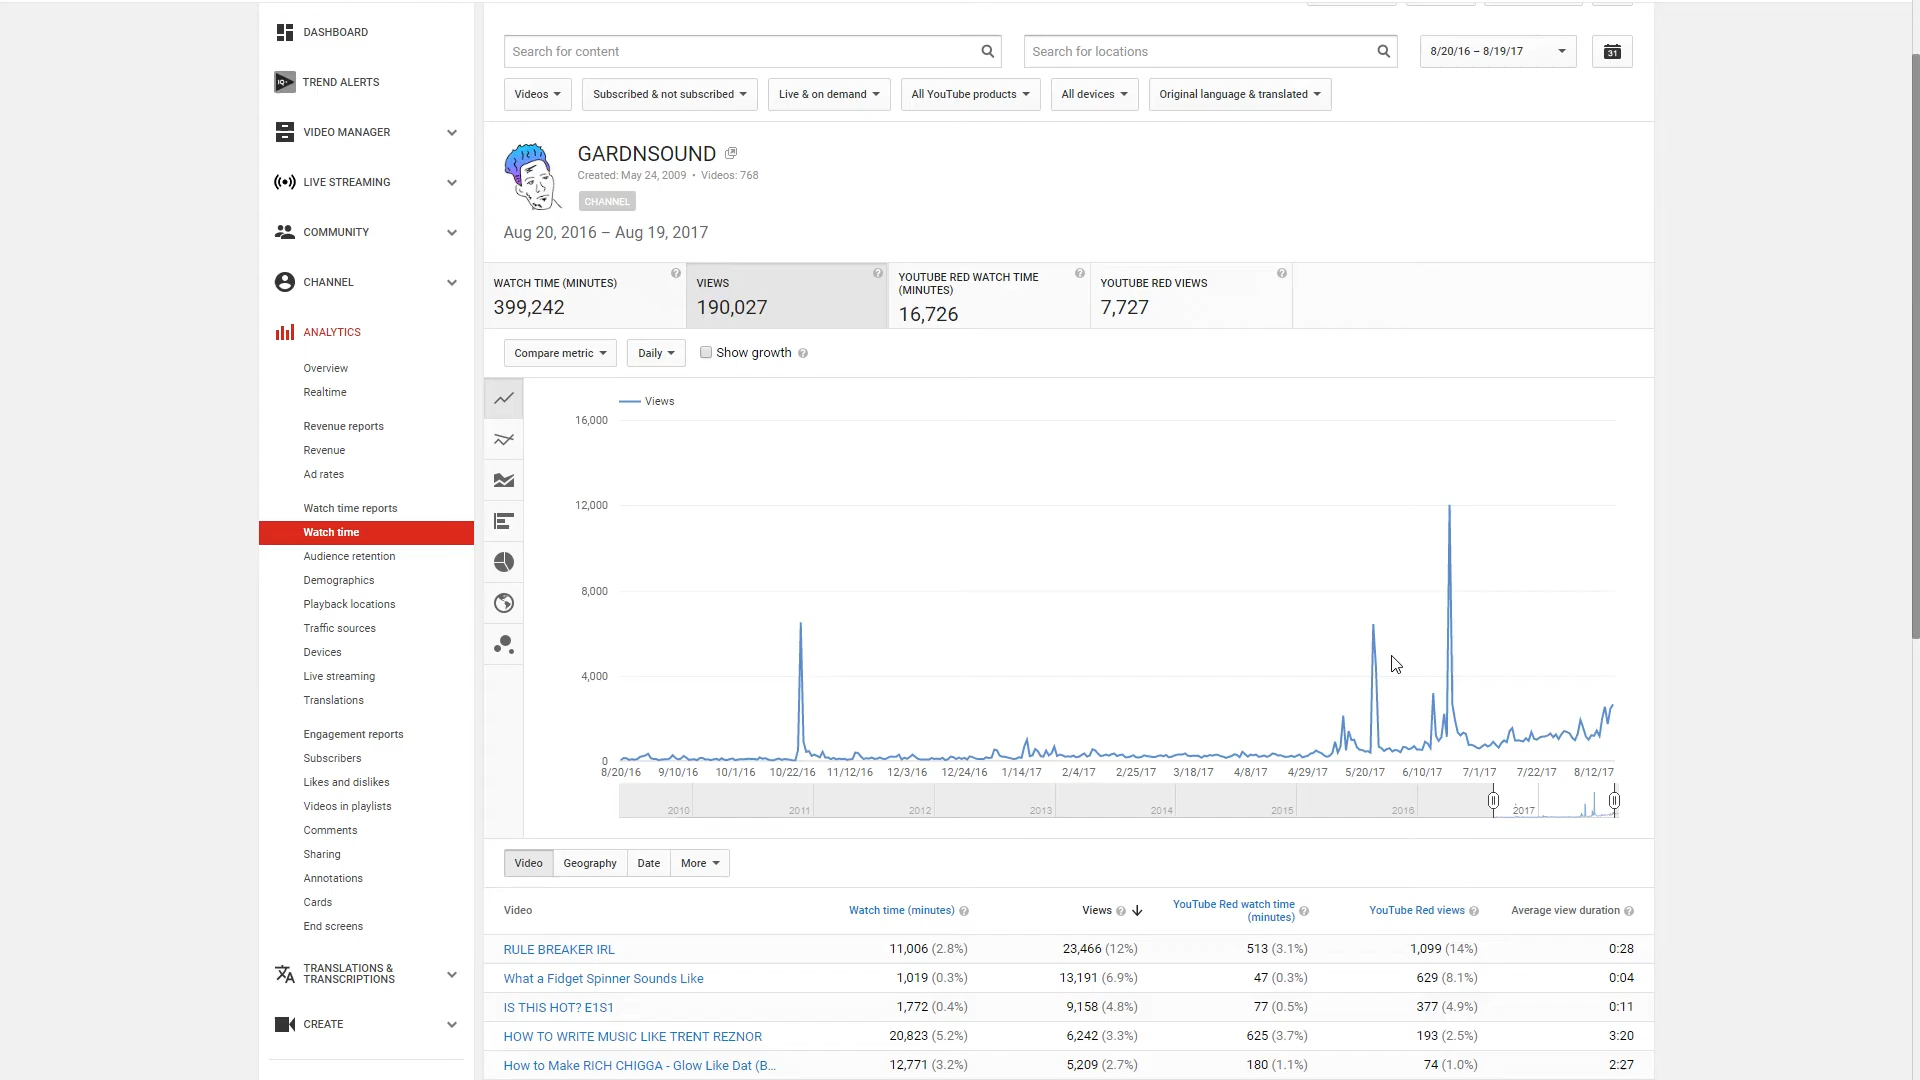 DASHBOARD
TREND ALERTS
VIDEO MANAGER
LIVE STREAMING
COMMUNITY
CHANNEL
ANALYTICS
Overview
Realtime
Revenue reports
Revenue
Ad rates
Watch time reports
Watch time
Audience retention
Demographics
Playback locations
Traffic sources
Devices
Live streaming
Translations
Engagement reports
Subscribers
Likes and dislikes
Videos in playlists
Comments
Sharing
Annotations
Cards
End screens
TRANSLATIONS &
TRANSCRIPTIONS
CREATE
Search for content
Search for locations
8/20/16 – 8/19/17
31
Videos
Subscribed & not subscribed
Live & on demand
All YouTube products
All devices
Original language & translated
GARDNSOUND
Created: May 24, 2009 • Videos: 768
CHANNEL
Aug 20, 2016 – Aug 19, 2017
WATCH TIME (MINUTES) ?
399,242
VIEWS ?
190,027
YOUTUBE RED WATCH TIME ?
(MINUTES)
16,726
YOUTUBE RED VIEWS ?
7,727
Compare metric
Daily
Show growth ?
Views
16,000
12,000
8,000
4,000
0
8/20/16 9/10/16 10/1/16 10/22/16 11/12/16 12/3/16 12/24/16 1/14/17 2/4/17 2/25/17 3/18/17 4/8/17 4/29/17 5/20/17 6/10/17 7/1/17 7/22/17 8/12/17
2010 2011 2012 2013 2014 2015 2016 2017
Video Geography Date More
Video Watch time (minutes) ? Views ? YouTube Red watch time (minutes) ? YouTube Red views ? Average view duration ?
RULE BREAKER IRL 11,006 (2.8%) 23,466 (12%) 513 (3.1%) 1,099 (14%) 0:28
What a Fidget Spinner Sounds Like 1,019 (0.3%) 13,191 (6.9%) 47 (0.3%) 629 (8.1%) 0:04
IS THIS HOT? E1S1 1,772 (0.4%) 9,158 (4.8%) 77 (0.5%) 377 (4.9%) 0:11
HOW TO WRITE MUSIC LIKE TRENT REZNOR 20,823 (5.2%) 6,242 (3.3%) 625 (3.7%) 193 (2.5%) 3:20
How to Make RICH CHIGGA - Glow Like Dat (B... 12,771 (3.2%) 5,209 (2.7%) 180 (1.1%) 74 (1.0%) 2:27